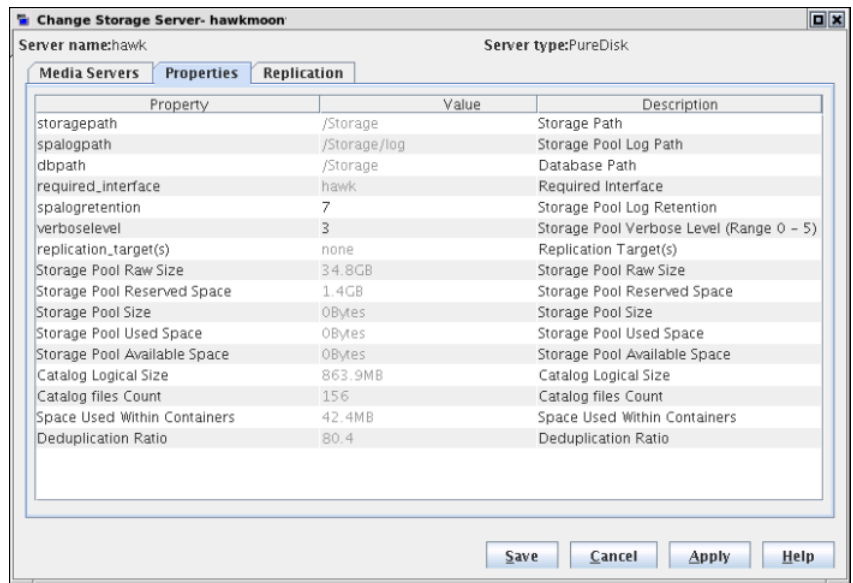 Change Storage Server- hawkmoon
Server name:hawk Server type:PureDisk
Media Servers Properties Replication
Property Value Description
storagepath /Storage Storage Path
spalogpath /Storage/log Storage Pool Log Path
dbpath /Storage Database Path
required_interface hawk Required Interface
spalogretention 7 Storage Pool Log Retention
verboselevel 3 Storage Pool Verbose Level (Range 0 - 5)
replication_target(s) none Replication Target(s)
Storage Pool Raw Size 34.8GB Storage Pool Raw Size
Storage Pool Reserved Space 1.4GB Storage Pool Reserved Space
Storage Pool Size 0Bytes Storage Pool Size
Storage Pool Used Space 0Bytes Storage Pool Used Space
Storage Pool Available Space 0Bytes Storage Pool Available Space
Catalog Logical Size 863.9MB Catalog Logical Size
Catalog files Count 156 Catalog files Count
Space Used Within Containers 42.4MB Space Used Within Containers
Deduplication Ratio 80.4 Deduplication Ratio
Save Cancel Apply Help